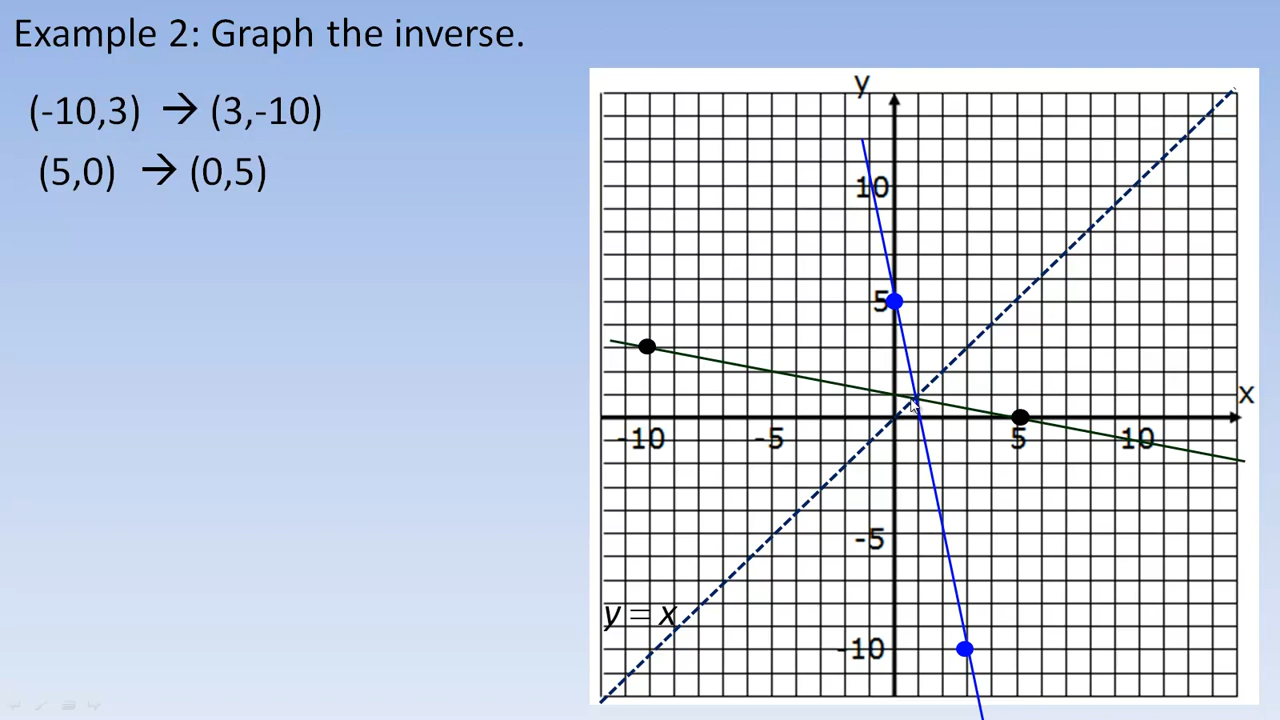 Example 2: Graph the inverse.
(-10,3) → (3,-10)
(5,0) → (0,5)
y
10
5
x
-10 -5 5 10
-5
y = x
-10